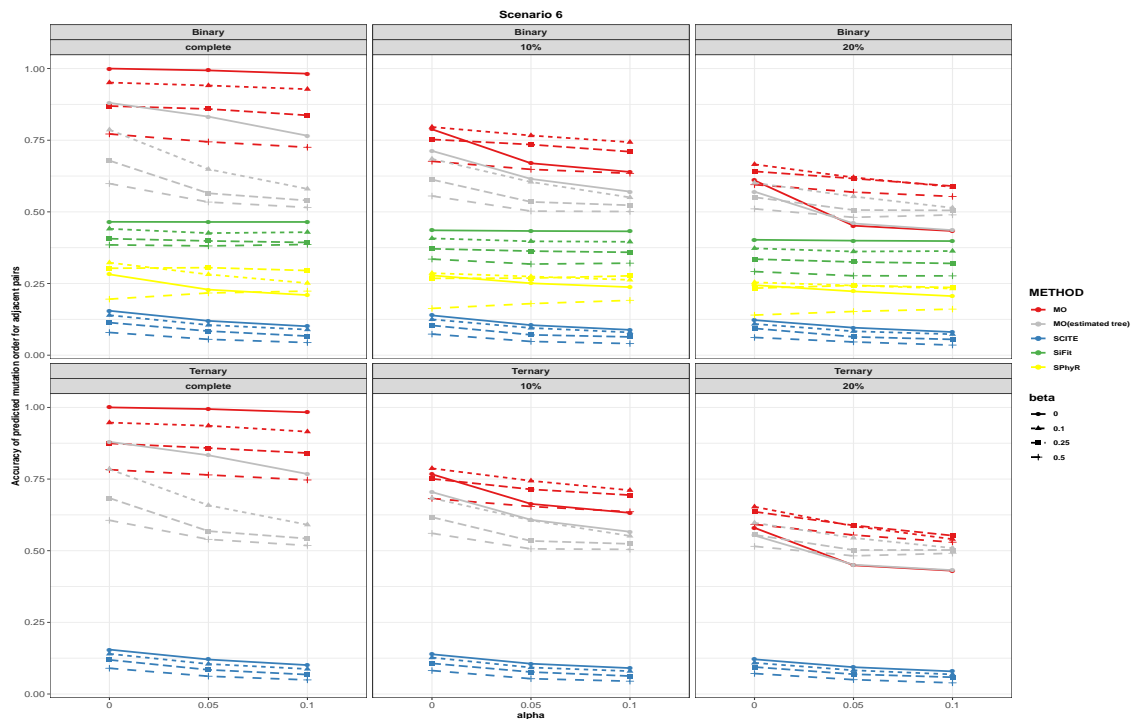 Scenario 6
Binary
Binary
Binary
complete
10%
20%
1.00
0.75
0.50
0.25
0.00
Ternary
Ternary
Ternary
complete
10%
20%
1.00
0.75
0.50
0.25
0.00
0
0.05
0.1
0
0.05
0.1
0
0.05
0.1
alpha
Accuracy of predicted mutation order for adjacent pairs
METHOD
MO
MO(estimated tree)
SCITE
SiFit
SPhyR
beta
0
0.1
0.25
0.5